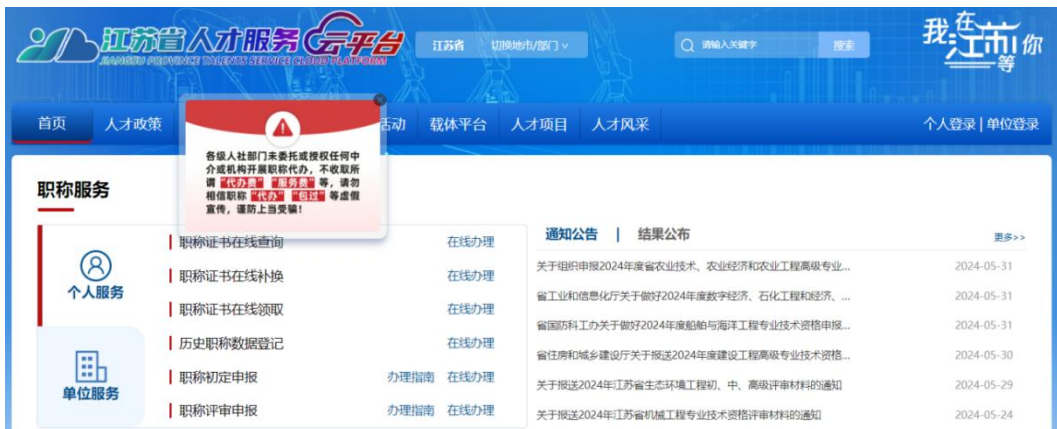 江苏省人才服务云平台
JIANGSU PROVINCE TALENTS SERVICE CLOUD PLATFORM
江苏省 切换地市/部门
请输入关键字 搜索
我在江苏等你
首页 人才政策 活动 载体平台 人才项目 人才风采 个人登录 | 单位登录
各级人社部门未委托或授权任何中
介或机构开展职称代办，不收取所
谓“代办费”“服务费”等，请勿
相信职称“代办”“包过”等虚假
宣传，谨防上当受骗！
职称服务
个人服务
单位服务
职称证书在线查询 在线办理
职称证书在线补换 在线办理
职称证书在线领取 在线办理
历史职称数据登记 在线办理
职称初定申报 办理指南 在线办理
职称评审申报 办理指南 在线办理
通知公告 | 结果公布 更多>>
关于组织申报2024年度省农业技术、农业经济和农业工程高级专业... 2024-05-31
省工业和信息化厅关于做好2024年度数字经济、石化工程和经济、... 2024-05-31
省国防科工办关于做好2024年度船舶与海洋工程专业技术资格申报... 2024-05-31
省住房和城乡建设厅关于报送2024年度建设工程高级专业技术资格... 2024-05-30
关于报送2024年江苏省生态环境工程初、中、高级评审材料的通知 2024-05-29
关于报送2024年江苏省机械工程专业技术资格评审材料的通知 2024-05-24